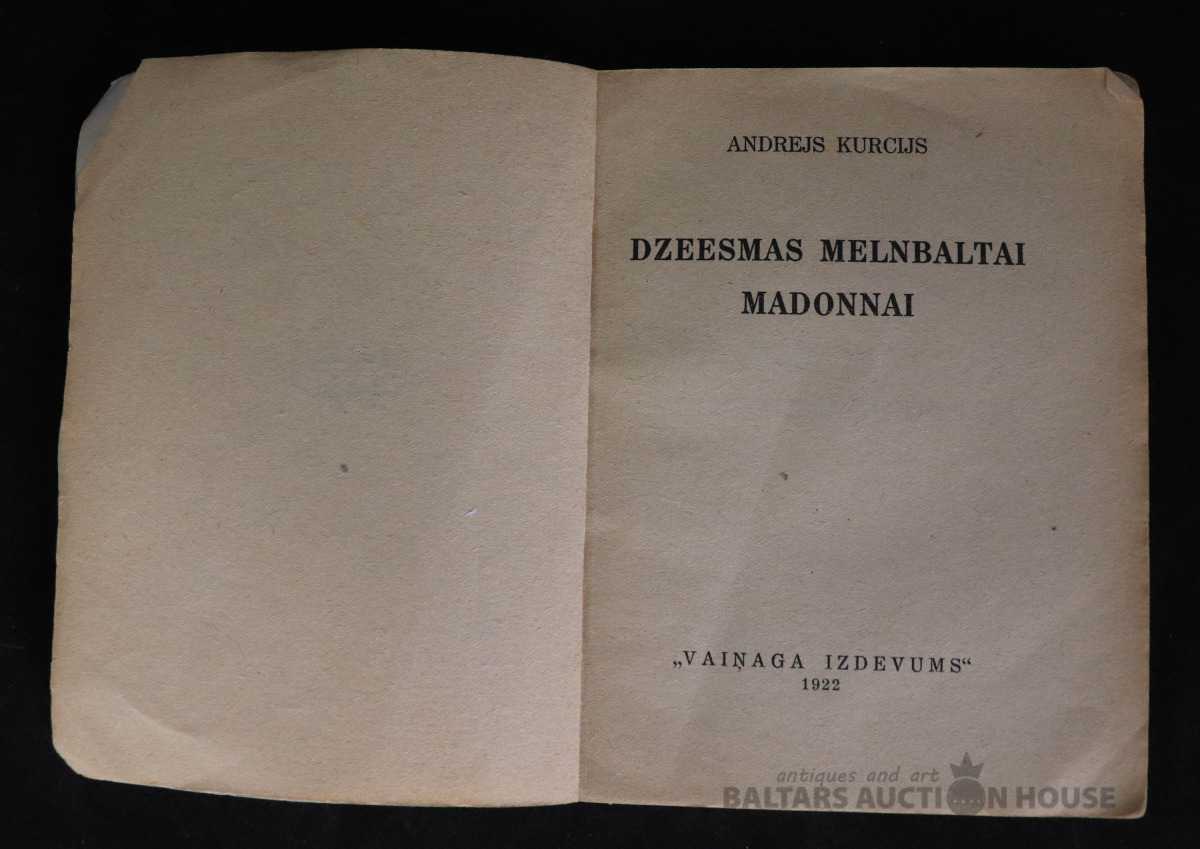 ANDREJS KURCIJS
DZEESMAS MELNBALTAI
MADONNAI
„VAIŅAGA IZDEVUMS“
1922
antiques and art
BALTARS AUCTION HOUSE